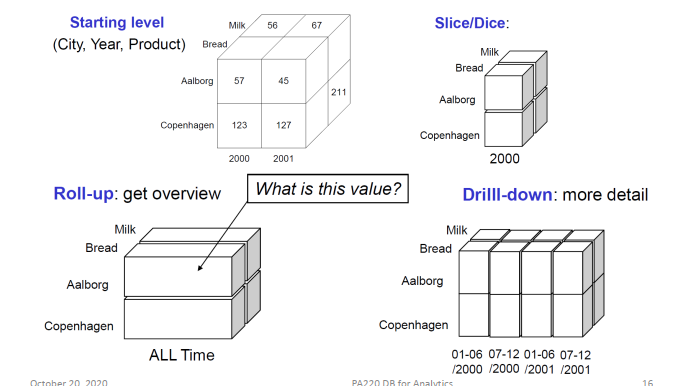 Starting level
(City, Year, Product)
Milk 56 67
Bread
Aalborg 57 45
211
Copenhagen 123 127
2000 2001
Slice/Dice:
Milk
Bread
Aalborg
Copenhagen
2000
Roll-up: get overview
What is this value?
Milk
Bread
Aalborg
Copenhagen
ALL Time
Drilll-down: more detail
Milk
Bread
Aalborg
Copenhagen
01-06 07-12 01-06 07-12
/2000 /2000 /2001 /2001
October 20, 2020 PA220 DB for Analytics 16